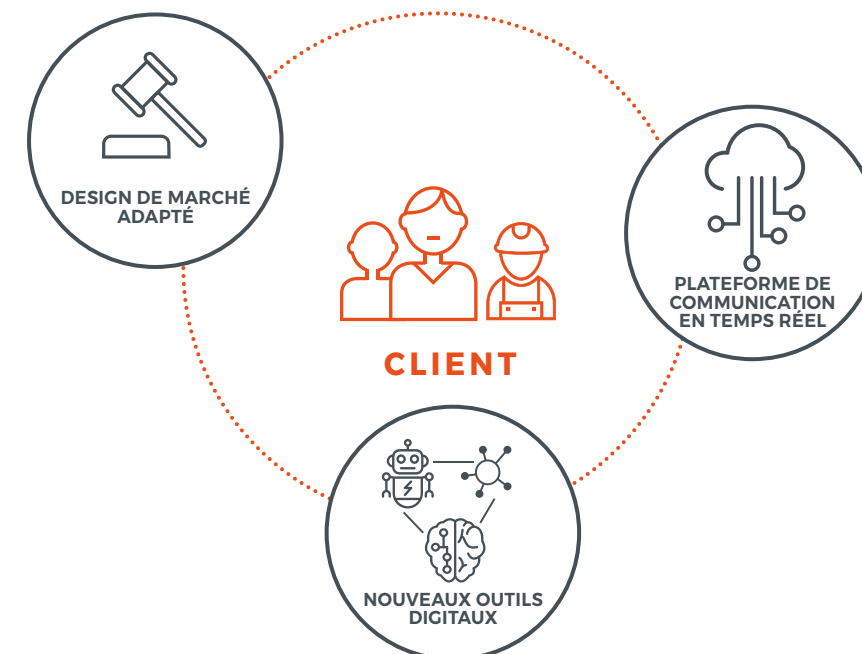 DESIGN DE MARCHÉ
ADAPTÉ
PLATEFORME DE
COMMUNICATION
EN TEMPS RÉEL
CLIENT
NOUVEAUX OUTILS
DIGITAUX